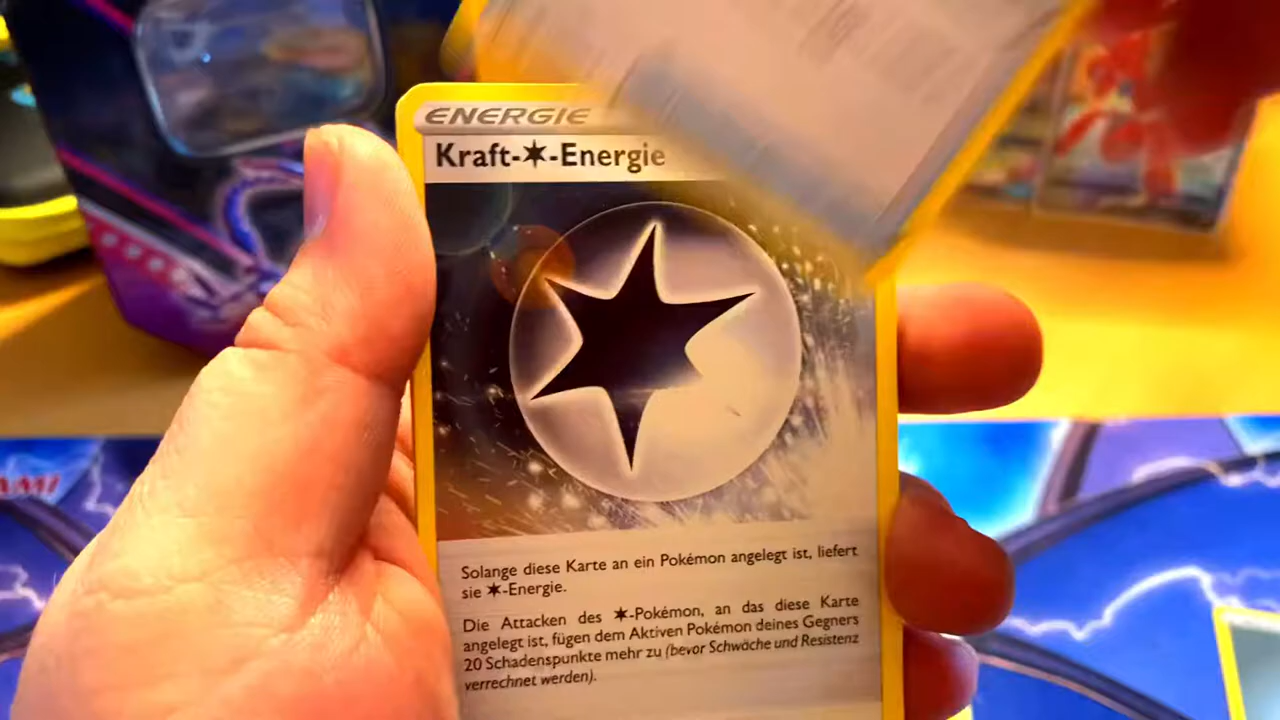 ENERGIE
Kraft-✶-Energie
Solange diese Karte an ein Pokémon angelegt ist, liefert
sie ✶-Energie.
Die Attacken des ✶-Pokémon, an das diese Karte
angelegt ist, fügen dem Aktiven Pokémon deines Gegners
20 Schadenspunkte mehr zu (bevor Schwäche und Resistenz
verrechnet werden).
AMI